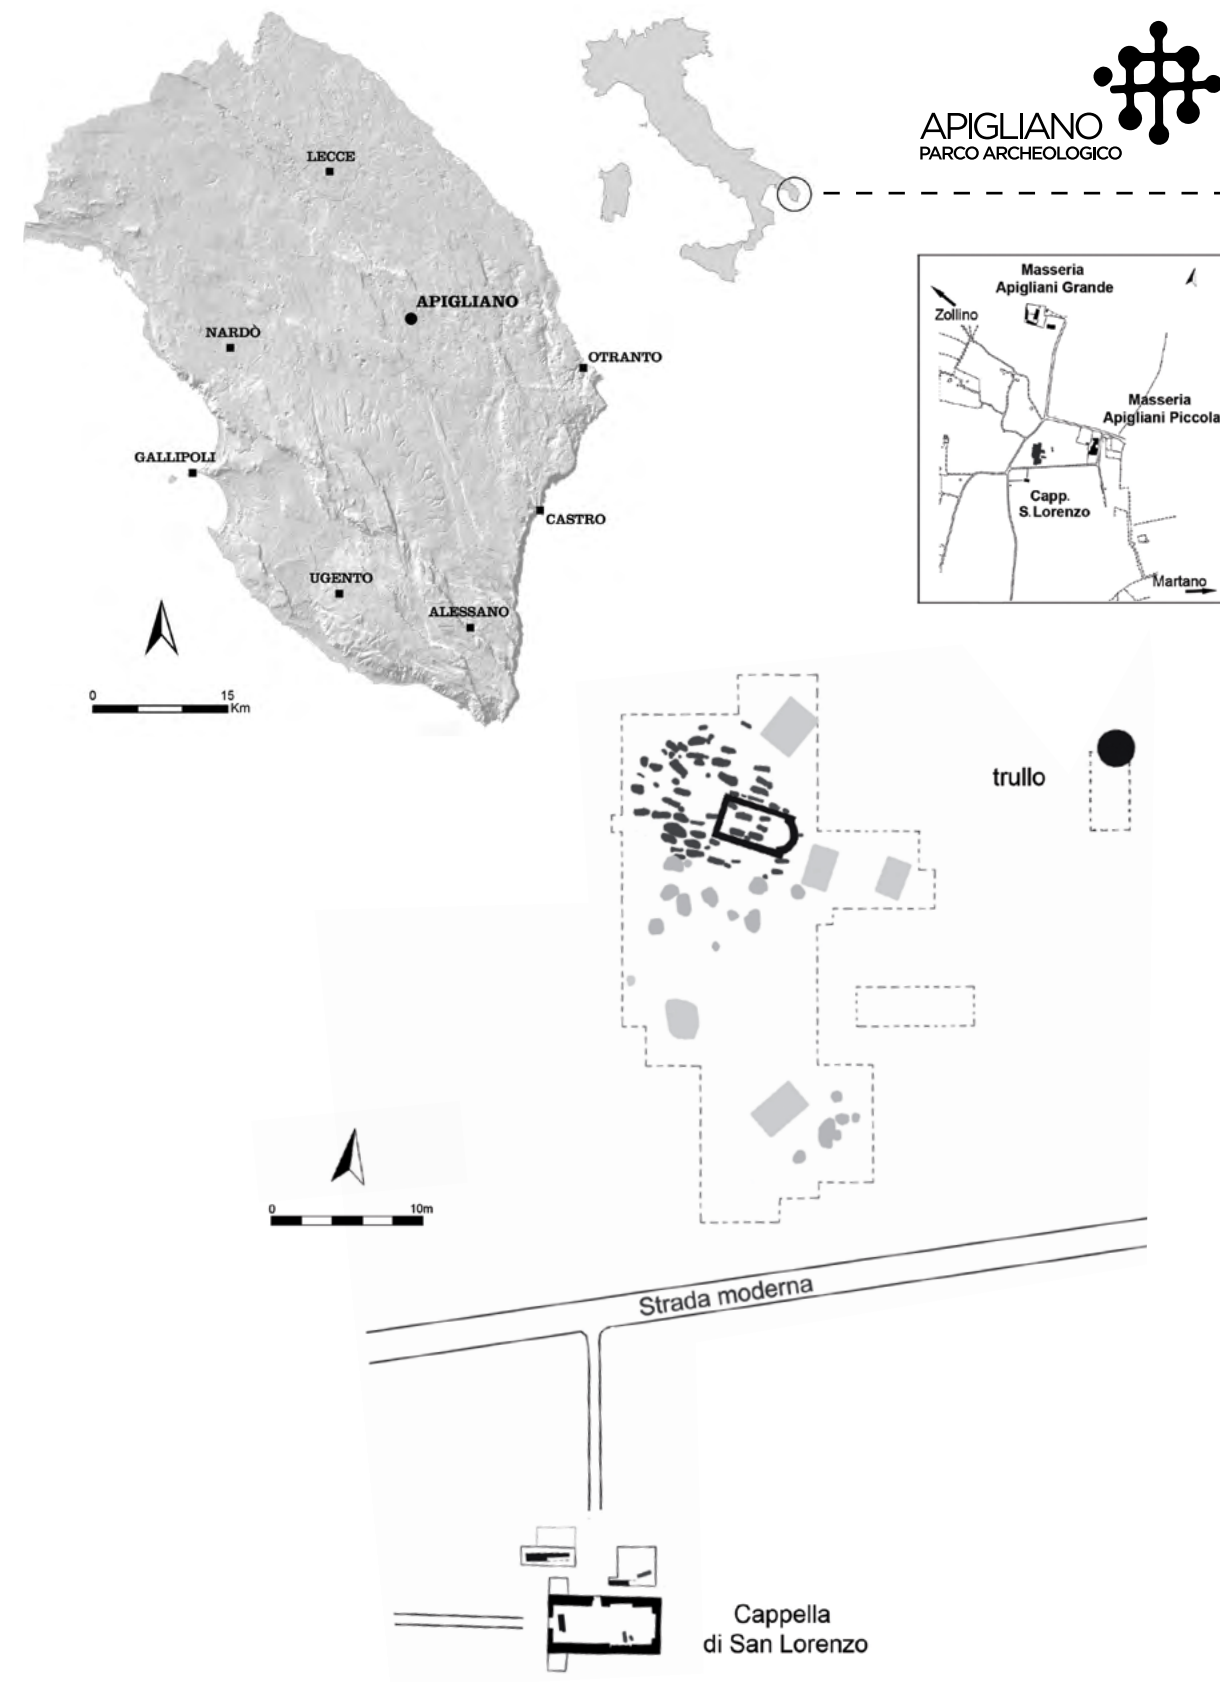 LECCE
APIGLIANO
NARDÒ
OTRANTO
GALLIPOLI
CASTRO
UGENTO
ALESSANO
0 15
Km
APIGLIANO
PARCO ARCHEOLOGICO
Masseria
Apigliani Grande
Zollino
Masseria
Apigliani Piccola
Capp.
S.Lorenzo
Martano
trullo
0 10m
Strada moderna
Cappella
di San Lorenzo